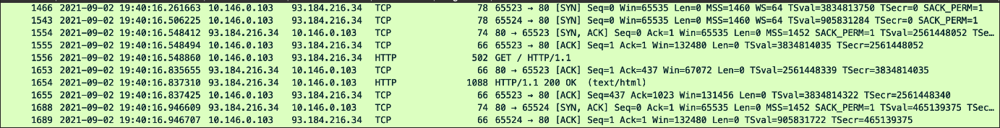 1466 2021-09-02 19:40:16.261663 10.146.0.103 93.184.216.34 TCP 78 65523 → 80 [SYN] Seq=0 Win=65535 Len=0 MSS=1460 WS=64 TSval=3834813750 TSecr=0 SACK_PERM=1
1543 2021-09-02 19:40:16.506225 10.146.0.103 93.184.216.34 TCP 78 65524 → 80 [SYN] Seq=0 Win=65535 Len=0 MSS=1460 WS=64 TSval=905831284 TSecr=0 SACK_PERM=1
1554 2021-09-02 19:40:16.548412 93.184.216.34 10.146.0.103 TCP 74 80 → 65523 [SYN, ACK] Seq=0 Ack=1 Win=65535 Len=0 MSS=1452 SACK_PERM=1 TSval=2561448052 TSe…
1555 2021-09-02 19:40:16.548494 10.146.0.103 93.184.216.34 TCP 66 65523 → 80 [ACK] Seq=1 Ack=1 Win=132480 Len=0 TSval=3834814035 TSecr=2561448052
1556 2021-09-02 19:40:16.548860 10.146.0.103 93.184.216.34 HTTP 502 GET / HTTP/1.1
1653 2021-09-02 19:40:16.835655 93.184.216.34 10.146.0.103 TCP 66 80 → 65523 [ACK] Seq=1 Ack=437 Win=67072 Len=0 TSval=2561448339 TSecr=3834814035
1654 2021-09-02 19:40:16.837310 93.184.216.34 10.146.0.103 HTTP 1088 HTTP/1.1 200 OK (text/html)
1655 2021-09-02 19:40:16.837425 10.146.0.103 93.184.216.34 TCP 66 65523 → 80 [ACK] Seq=437 Ack=1023 Win=131456 Len=0 TSval=3834814322 TSecr=2561448340
1688 2021-09-02 19:40:16.946609 93.184.216.34 10.146.0.103 TCP 74 80 → 65524 [SYN, ACK] Seq=0 Ack=1 Win=65535 Len=0 MSS=1452 SACK_PERM=1 TSval=465139375 TSec…
1689 2021-09-02 19:40:16.946707 10.146.0.103 93.184.216.34 TCP 66 65524 → 80 [ACK] Seq=1 Ack=1 Win=132480 Len=0 TSval=905831722 TSecr=465139375